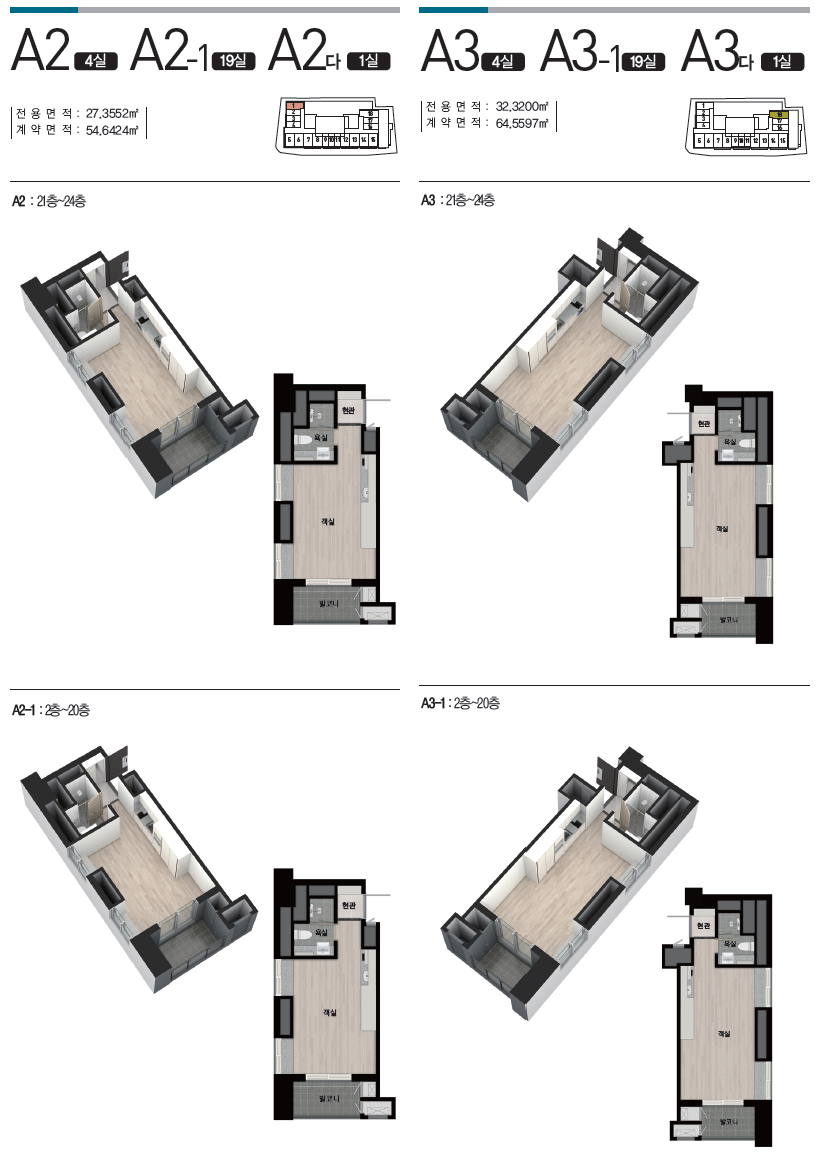 A2 4실 A2-1 19실 A2다 1실
전용면적 : 27.3552㎡
계약면적 : 54.6424㎡
1
2
3
4
5 6 7 8 9 10 11 12 13 14 15
18
17
16
A2 : 21층~24층
현관
욕실
객실
발코니
A2-1 : 2층~20층
현관
욕실
객실
발코니
A3 4실 A3-1 19실 A3다 1실
전용면적 : 32.3200㎡
계약면적 : 64.5597㎡
1
2
3
4
5 6 7 8 9 10 11 12 13 14 15
18
17
16
A3 : 21층~24층
현관
욕실
객실
발코니
A3-1 : 2층~20층
현관
욕실
객실
발코니